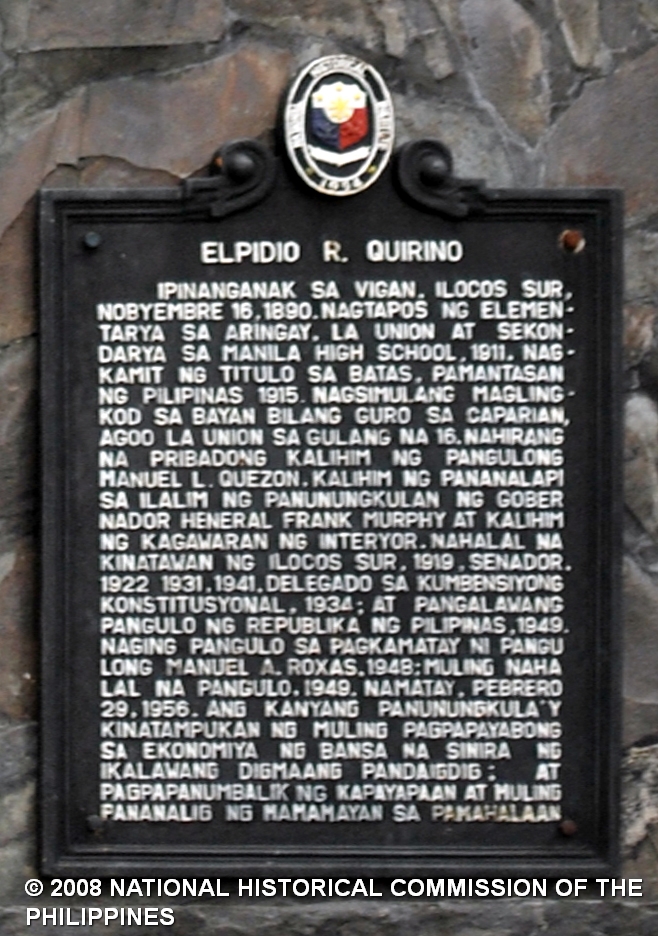 HISTORICAL
ELPIDIO R. QUIRINO
IPINANGANAK SA VIGAN, ILOCOS SUR,
NOBYEMBRE 16, 1890. NAGTAPOS NG ELEMEN-
TARYA SA ARINGAY, LA UNION AT SEKON-
DARYA SA MANILA HIGH SCHOOL, 1911. NAG-
KAMIT NG TITULO SA BATAS, PAMANTASAN
NG PILIPINAS 1915. NAGSIMULANG MAGLING-
KOD SA BAYAN BILANG GURO SA CAPARIAN,
AGOO LA UNION SA GULANG NA 16. NAHIRANG
NA PRIBADONG KALIHIM NG PANGULONG
MANUEL L. QUEZON. KALIHIM NG PANANALAPI
SA ILALIM NG PANUNUNGKULAN NG GOBER
NADOR HENERAL FRANK MURPHY AT KALIHIM
NG KAGAWARAN NG INTERYOR. NAHALAL NA
KINATAWAN NG ILOCOS SUR, 1919, SENADOR,
1922 1931, 1941, DELEGADO SA KUMBENSIYONG
KONSTITUSYONAL, 1934; AT PANGALAWANG
PANGULO NG REPUBLIKA NG PILIPINAS, 1949.
NAGING PANGULO SA PAGKAMATAY NI PANGU
LONG MANUEL A. ROXAS, 1948; MULING NAHA
LAL NA PANGULO, 1949. NAMATAY, PEBRERO
29, 1956. ANG KANYANG PANUNUNGKULA'Y
KINATAMPUKAN NG MULING PAGPAPAYABONG
SA EKONOMIYA NG BANSA NA SINIRA NG
IKALAWANG DIGMAANG PANDAIGDIG; AT
PAGPAPANUMBALIK NG KAPAYAPAAN AT MULING
PANANALIG NG MAMAMAYAN SA PAMAHALAAN
© 2008 NATIONAL HISTORICAL COMMISSION OF THE
PHILIPPINES